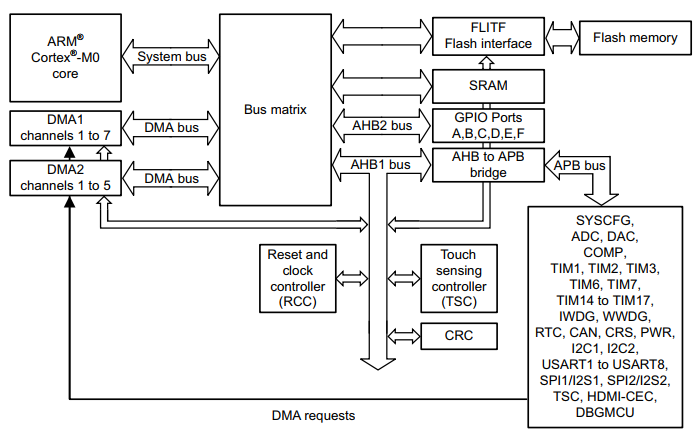 ARM®
Cortex®-M0
core
System bus
DMA1
channels 1 to 7
DMA bus
DMA2
channels 1 to 5
DMA bus
Bus matrix
FLITF
Flash interface
Flash memory
SRAM
AHB2 bus
GPIO Ports
A,B,C,D,E,F
AHB1 bus
AHB to APB
bridge
APB bus
Reset and
clock
controller
(RCC)
Touch
sensing
controller
(TSC)
CRC
SYSCFG,
ADC, DAC,
COMP,
TIM1, TIM2, TIM3,
TIM6, TIM7,
TIM14 to TIM17,
IWDG, WWDG,
RTC, CAN, CRS, PWR,
I2C1, I2C2,
USART1 to USART8,
SPI1/I2S1, SPI2/I2S2,
TSC, HDMI-CEC,
DBGMCU
DMA requests